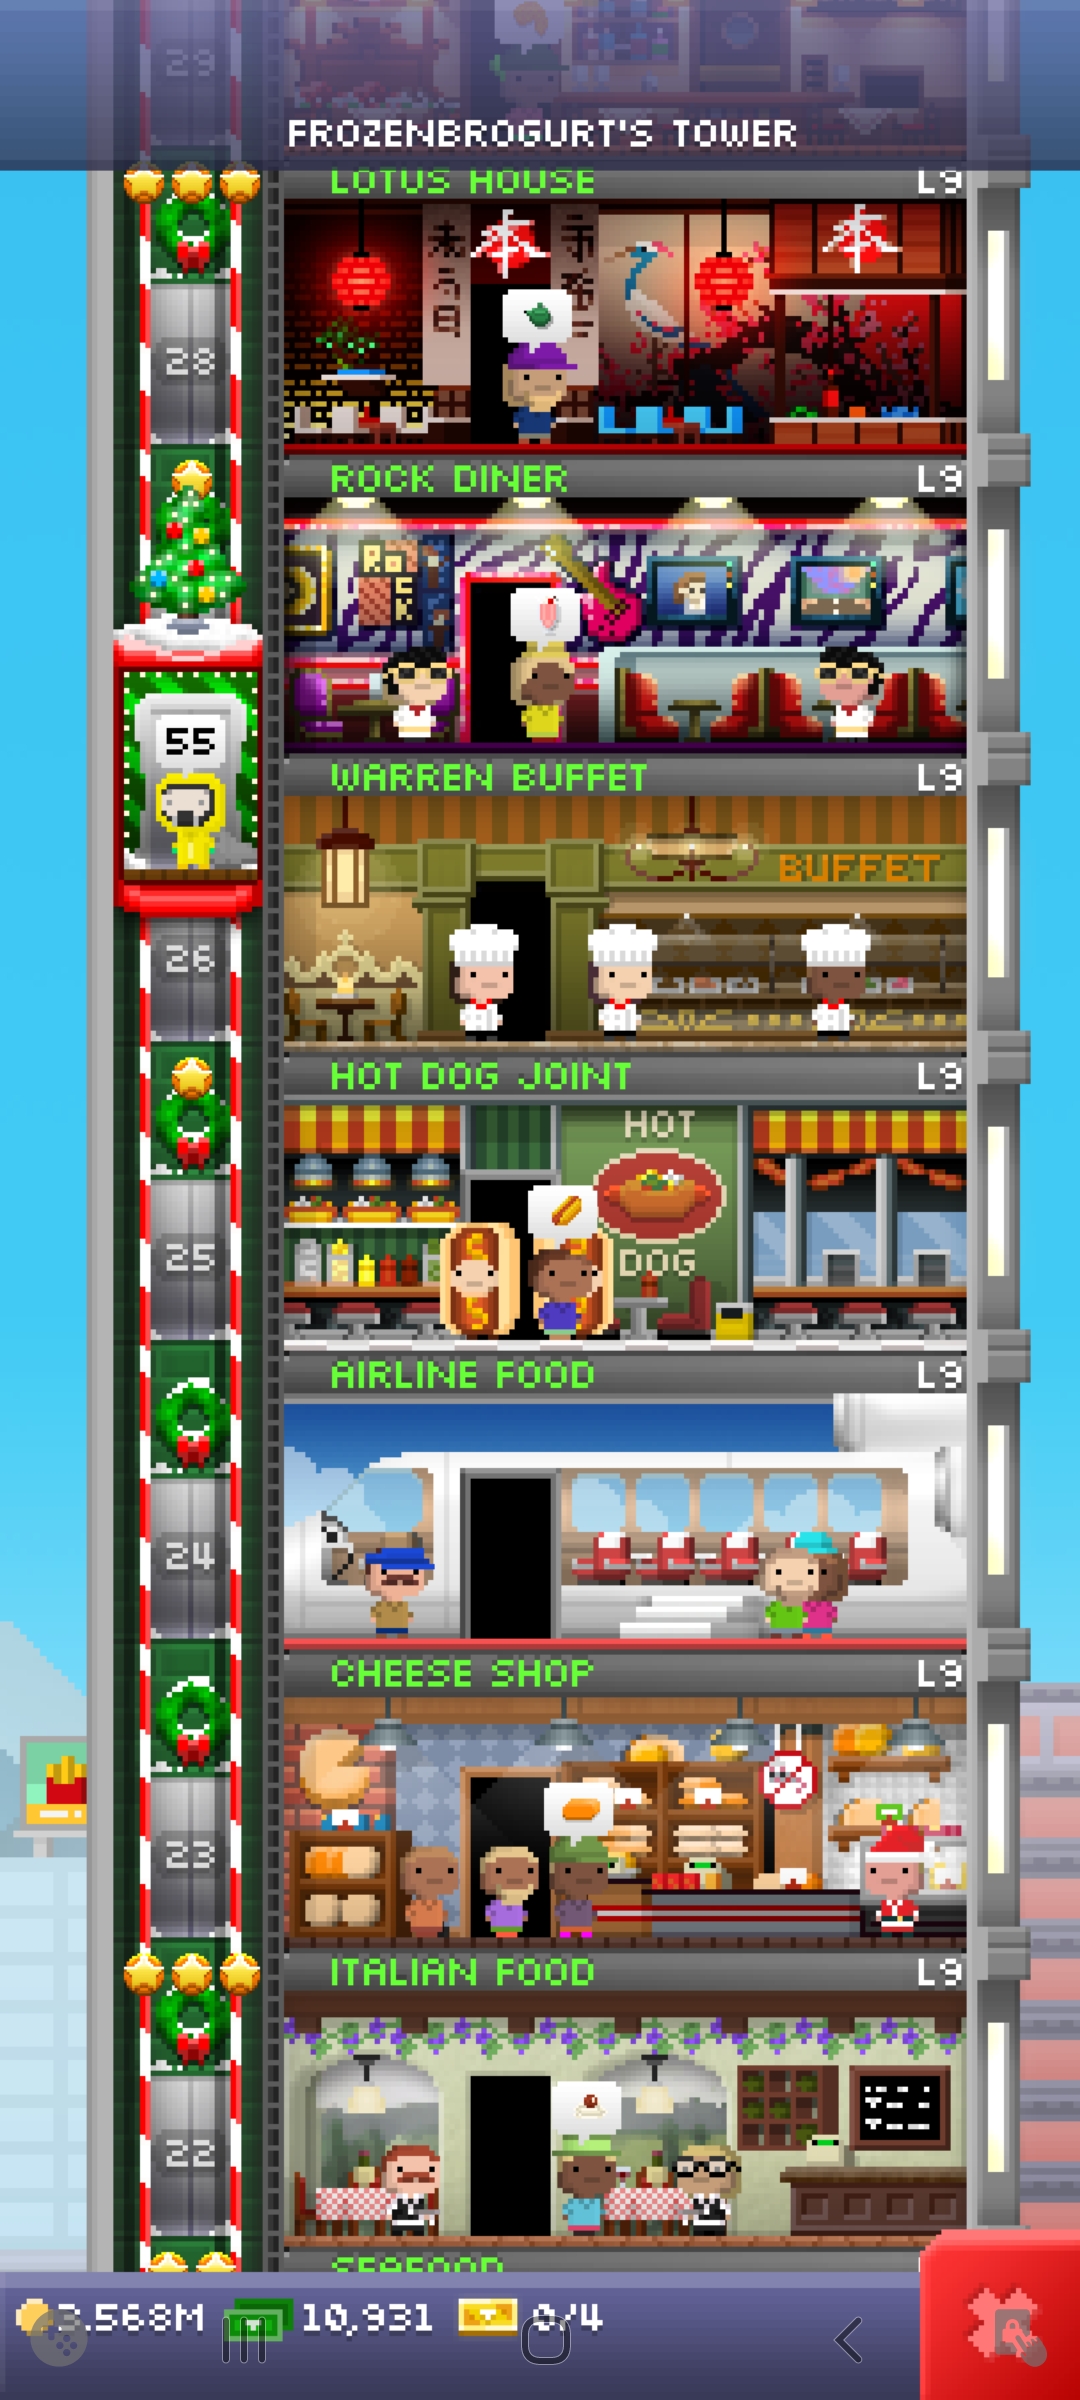 29
FROZENBROGURT'S TOWER
LOTUS HOUSE L9
28
ROCK DINER L9
ROCK
55
WARREN BUFFET L9
BUFFET
26
HOT DOG JOINT L9
HOT
DOG
25
AIRLINE FOOD L9
24
CHEESE SHOP L9
23
ITALIAN FOOD L9
22
SEAFOOD
3.568M 10,931 0/4